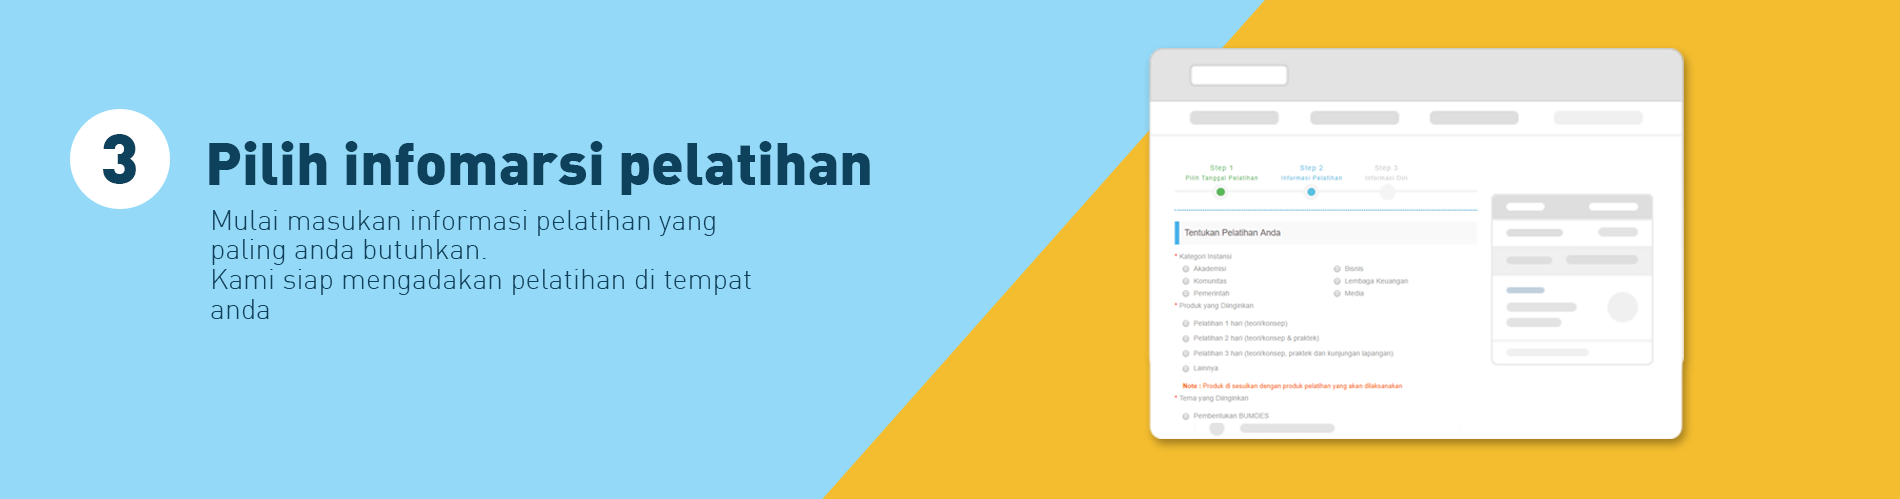 3
Pilih infomarsi pelatihan
Mulai masukan informasi pelatihan yang
paling anda butuhkan.
Kami siap mengadakan pelatihan di tempat
anda
Step 1
Step 2
Step 3
Pilih Tanggal Pelatihan
Informasi Pelatihan
Informasi Diri
Tentukan Pelatihan Anda
* Kategori Instansi
Akademisi
Bisnis
Komunitas
Lembaga Keuangan
Pemerintah
Media
* Produk yang Diinginkan
Pelatihan 1 hari (teori/konsep)
Pelatihan 2 hari (teori/konsep & praktek)
Pelatihan 3 hari (teori/konsep, praktek dan kunjungan lapangan)
Lainnya
Note : Produk di sesuikan dengan produk pelatihan yang akan dilaksanakan
* Tema yang Diinginkan
Pembentukan BUMDES